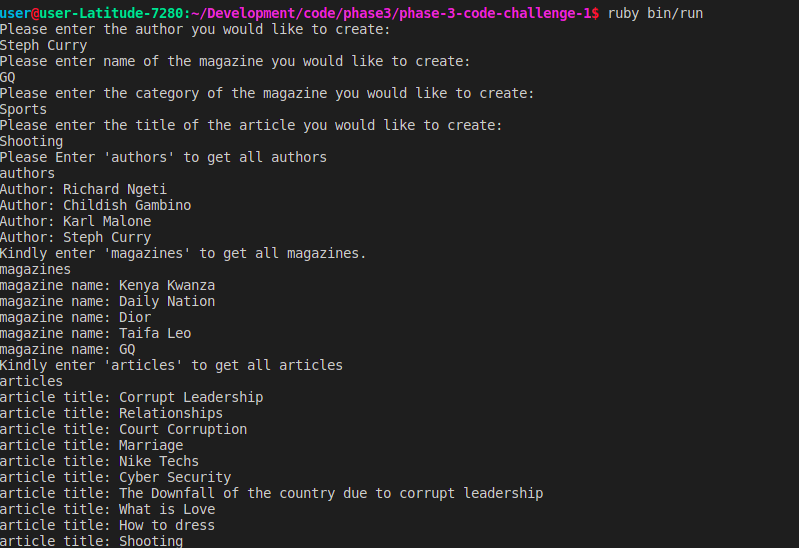 user@user-Latitude-7280:~/Development/code/phase3/phase-3-code-challenge-1$ ruby bin/run
Please enter the author you would like to create:
Steph Curry
Please enter name of the magazine you would like to create:
GQ
Please enter the category of the magazine you would like to create:
Sports
Please enter the title of the article you would like to create:
Shooting
Please Enter 'authors' to get all authors
authors
Author: Richard Ngeti
Author: Childish Gambino
Author: Karl Malone
Author: Steph Curry
Kindly enter 'magazines' to get all magazines.
magazines
magazine name: Kenya Kwanza
magazine name: Daily Nation
magazine name: Dior
magazine name: Taifa Leo
magazine name: GQ
Kindly enter 'articles' to get all articles
articles
article title: Corrupt Leadership
article title: Relationships
article title: Court Corruption
article title: Marriage
article title: Nike Techs
article title: Cyber Security
article title: The Downfall of the country due to corrupt leadership
article title: What is Love
article title: How to dress
article title: Shooting